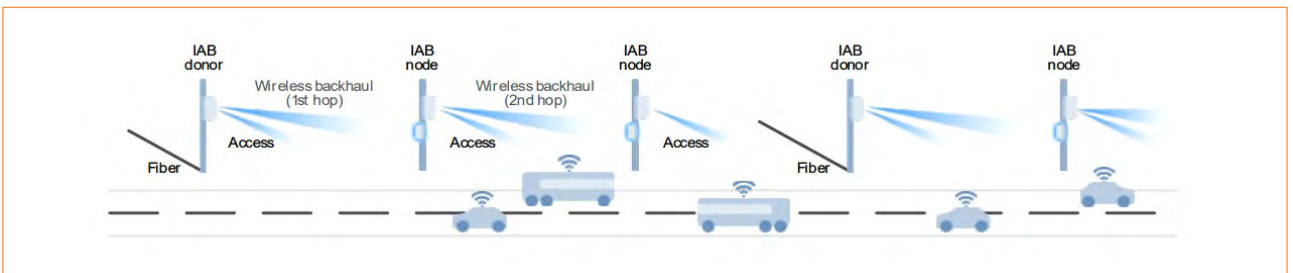 IAB
donor
IAB
node
IAB
node
IAB
donor
IAB
node
Wireless backhaul
(1st hop)
Wireless backhaul
(2nd hop)
Access
Access
Access
Fiber
Fiber